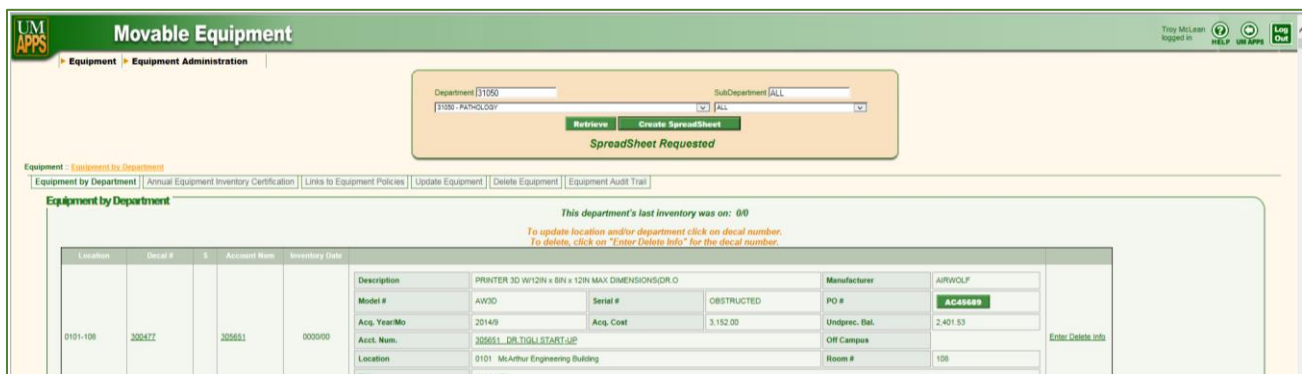 UM APPS
Movable Equipment
Troy McLean logged in
HELP
UM APPS
Log Out
Equipment
Equipment Administration
Department 31050
SubDepartment ALL
31050 - PATHOLOGY
ALL
Retrieve
Create SpreadSheet
SpreadSheet Requested
Equipment :: Equipment by Department
Equipment by Department
Annual Equipment Inventory Certification
Links to Equipment Policies
Update Equipment
Delete Equipment
Equipment Audit Trail
Equipment by Department
This department's last inventory was on: 0/0
To update location and/or department click on decal number.
To delete, click on "Enter Delete Info" for the decal number.
Location
Decal #
S
Account Num
Inventory Date
0101-108
300477
305651
0000/00
Description
PRINTER 3D W/12IN x 8IN x 12IN MAX DIMENSIONS(DR.O
Manufacturer
AIRWOLF
Model #
AW3D
Serial #
OBSTRUCTED
PO #
AC45689
Acq. Year/Mo
2014/9
Acq. Cost
3,152.00
Undprec. Bal.
2,401.53
Acct. Num.
305651 DR.TIGLI START-UP
Off Campus
Location
0101 McArthur Engineering Building
Room #
108
Enter Delete Info